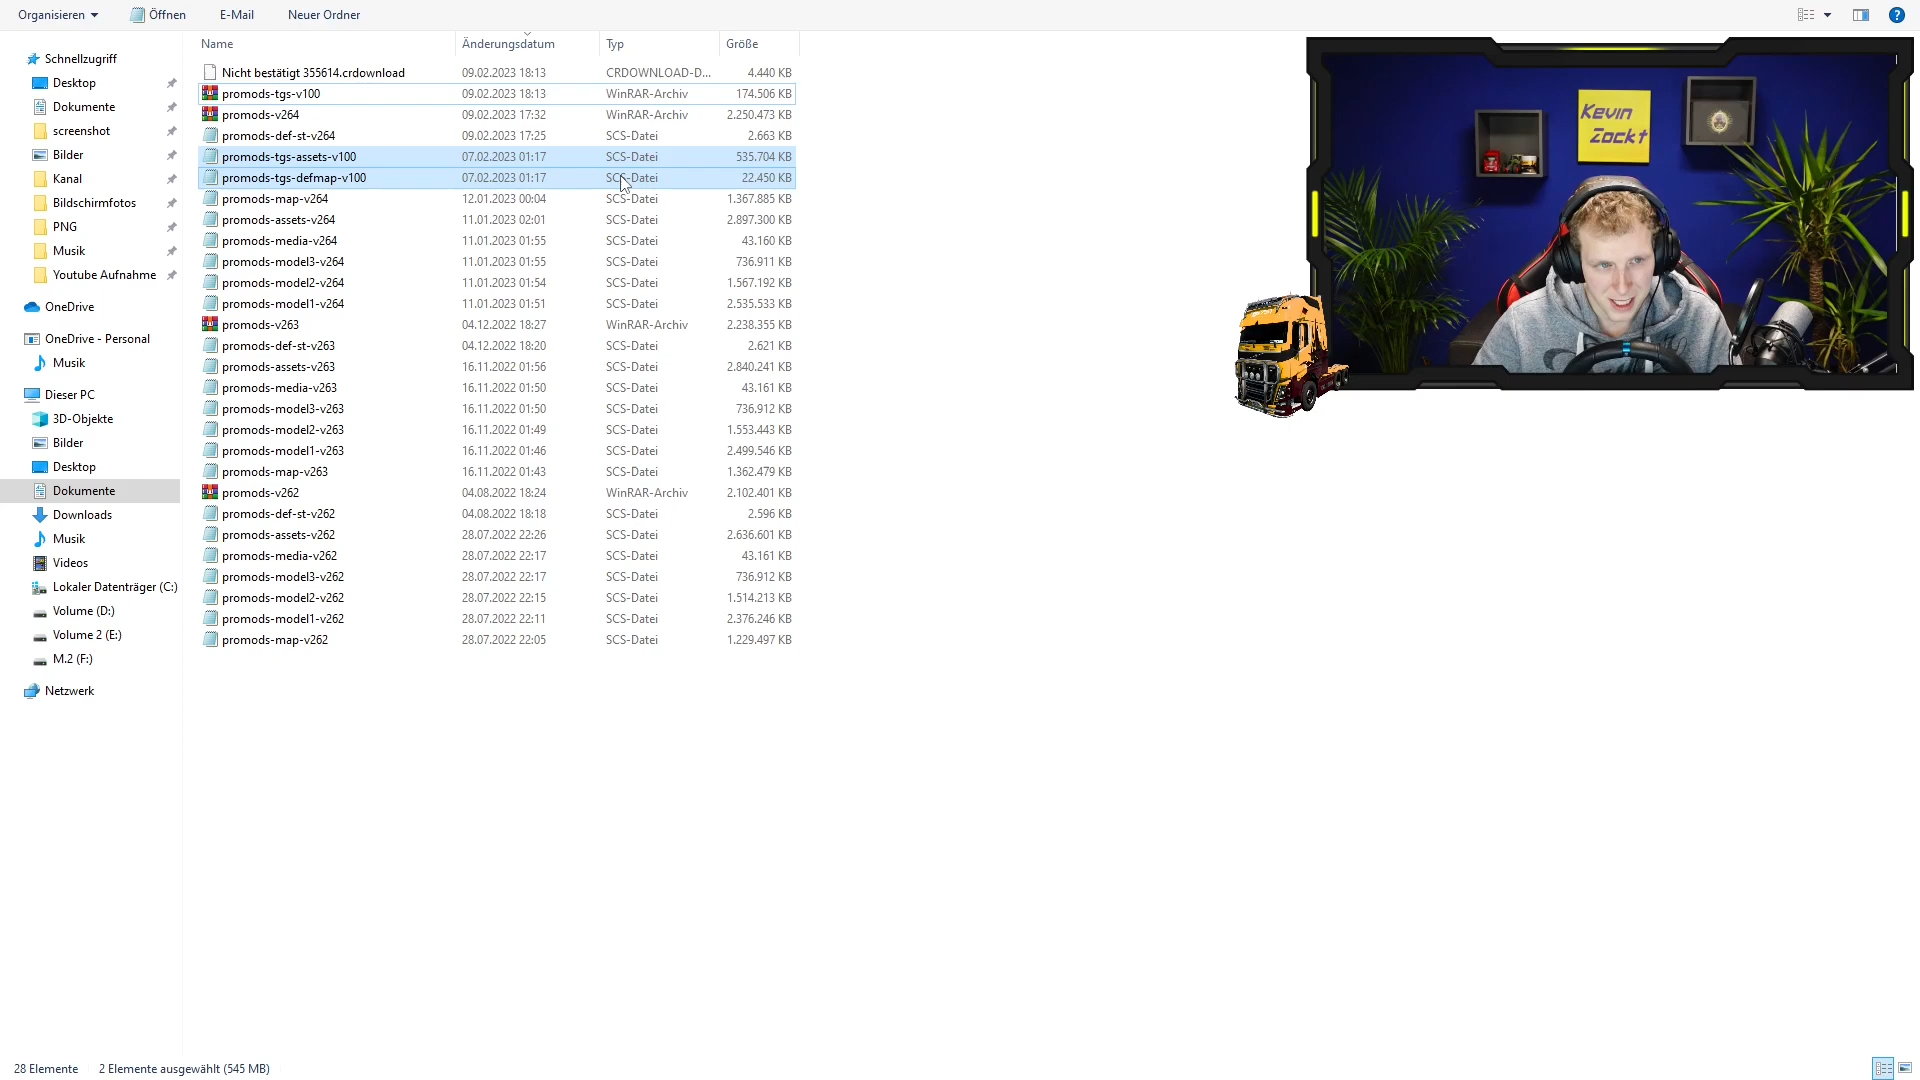 Organisieren Öffnen E-Mail Neuer Ordner
Name Änderungsdatum Typ Größe
Nicht bestätigt 355614.crdownload 09.02.2023 18:13 CRDOWNLOAD-D... 4.440 KB
promods-tgs-v100 09.02.2023 18:13 WinRAR-Archiv 174.506 KB
promods-v264 09.02.2023 17:32 WinRAR-Archiv 2.250.473 KB
promods-def-st-v264 09.02.2023 17:25 SCS-Datei 2.663 KB
promods-tgs-assets-v100 07.02.2023 01:17 SCS-Datei 535.704 KB
promods-tgs-defmap-v100 07.02.2023 01:17 SCS-Datei 22.450 KB
promods-map-v264 12.01.2023 00:04 SCS-Datei 1.367.885 KB
promods-assets-v264 11.01.2023 02:01 SCS-Datei 2.897.300 KB
promods-media-v264 11.01.2023 01:55 SCS-Datei 43.160 KB
promods-model3-v264 11.01.2023 01:55 SCS-Datei 736.911 KB
promods-model2-v264 11.01.2023 01:54 SCS-Datei 1.567.192 KB
promods-model1-v264 11.01.2023 01:51 SCS-Datei 2.535.533 KB
promods-v263 04.12.2022 18:27 WinRAR-Archiv 2.238.355 KB
promods-def-st-v263 04.12.2022 18:20 SCS-Datei 2.621 KB
promods-assets-v263 16.11.2022 01:56 SCS-Datei 2.840.241 KB
promods-media-v263 16.11.2022 01:50 SCS-Datei 43.161 KB
promods-model3-v263 16.11.2022 01:50 SCS-Datei 736.912 KB
promods-model2-v263 16.11.2022 01:49 SCS-Datei 1.553.443 KB
promods-model1-v263 16.11.2022 01:46 SCS-Datei 2.499.546 KB
promods-map-v263 16.11.2022 01:43 SCS-Datei 1.362.479 KB
promods-v262 04.08.2022 18:24 WinRAR-Archiv 2.102.401 KB
promods-def-st-v262 04.08.2022 18:18 SCS-Datei 2.596 KB
promods-assets-v262 28.07.2022 22:26 SCS-Datei 2.636.601 KB
promods-media-v262 28.07.2022 22:17 SCS-Datei 43.161 KB
promods-model3-v262 28.07.2022 22:17 SCS-Datei 736.912 KB
promods-model2-v262 28.07.2022 22:15 SCS-Datei 1.514.213 KB
promods-model1-v262 28.07.2022 22:11 SCS-Datei 2.376.246 KB
promods-map-v262 28.07.2022 22:05 SCS-Datei 1.229.497 KB
Schnellzugriff
Desktop
Dokumente
screenshot
Bilder
Kanal
Bildschirmfotos
PNG
Musik
Youtube Aufnahme
OneDrive
OneDrive - Personal
Musik
Dieser PC
3D-Objekte
Bilder
Desktop
Dokumente
Downloads
Musik
Videos
Lokaler Datenträger (C:)
Volume (D:)
Volume 2 (E:)
M.2 (F:)
Netzwerk
Kevin
Zockt
28 Elemente 2 Elemente ausgewählt (545 MB)